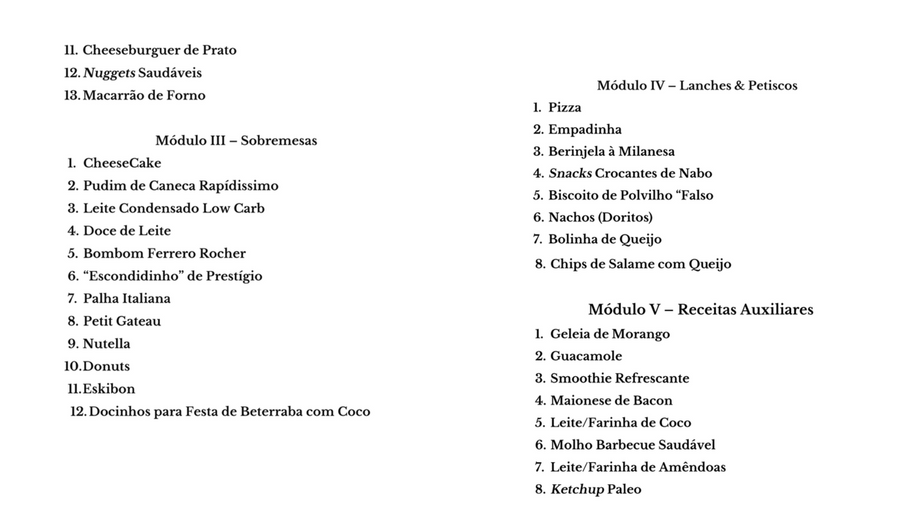 11. Cheeseburguer de Prato
12. Nuggets Saudáveis
13. Macarrão de Forno
Módulo III – Sobremesas
1. CheeseCake
2. Pudim de Caneca Rapídissimo
3. Leite Condensado Low Carb
4. Doce de Leite
5. Bombom Ferrero Rocher
6. “Escondidinho” de Prestígio
7. Palha Italiana
8. Petit Gateau
9. Nutella
10. Donuts
11. Eskibon
12. Docinhos para Festa de Beterraba com Coco
Módulo IV – Lanches & Petiscos
1. Pizza
2. Empadinha
3. Berinjela à Milanesa
4. Snacks Crocantes de Nabo
5. Biscoito de Polvilho “Falso
6. Nachos (Doritos)
7. Bolinha de Queijo
8. Chips de Salame com Queijo
Módulo V – Receitas Auxiliares
1. Geleia de Morango
2. Guacamole
3. Smoothie Refrescante
4. Maionese de Bacon
5. Leite/Farinha de Coco
6. Molho Barbecue Saudável
7. Leite/Farinha de Amêndoas
8. Ketchup Paleo